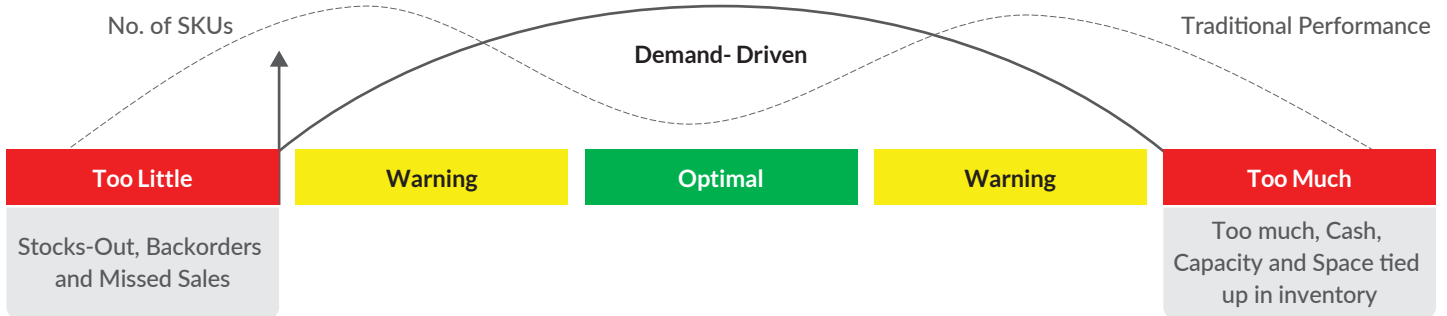 No. of SKUs
Traditional Performance
Demand- Driven
Too Little
Warning
Optimal
Warning
Too Much
Stocks-Out, Backorders
and Missed Sales
Too much, Cash,
Capacity and Space tied
up in inventory